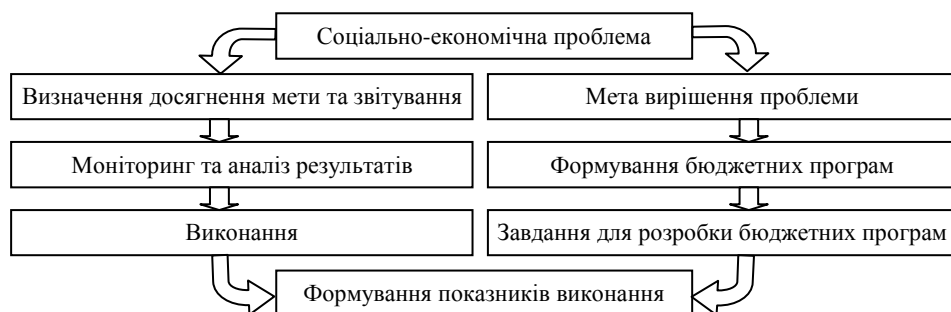 Соціально-економічна проблема
Визначення досягнення мети та звітування
Мета вирішення проблеми
Моніторинг та аналіз результатів
Формування бюджетних програм
Виконання
Завдання для розробки бюджетних програм
Формування показників виконання